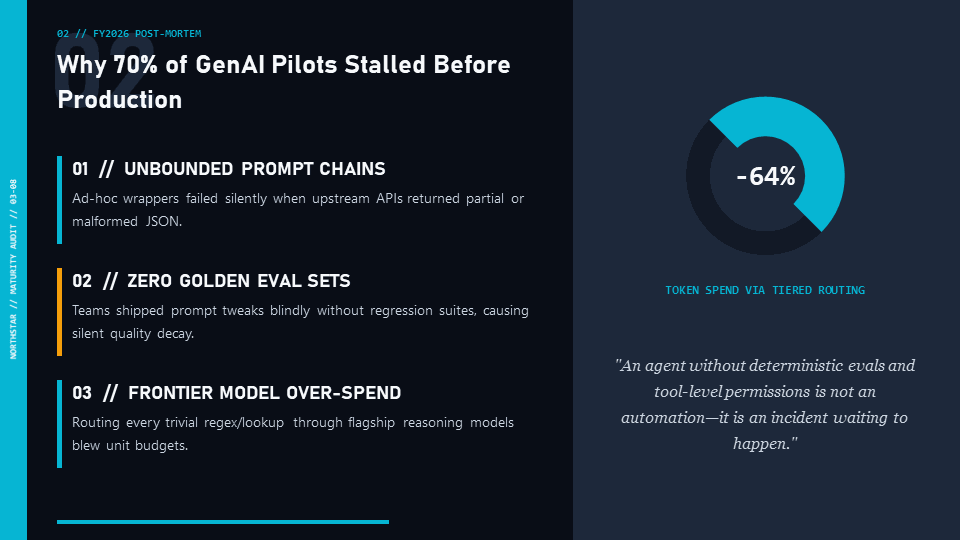 NORTHSTAR // MATURITY AUDIT // 03-08
02
02 // FY2026 POST-MORTEM
Why 70% of GenAI Pilots Stalled Before
Production
01 // UNBOUNDED PROMPT CHAINS
Ad-hoc wrappers failed silently when upstream APIs returned partial or
malformed JSON.
02 // ZERO GOLDEN EVAL SETS
Teams shipped prompt tweaks blindly without regression suites, causing
silent quality decay.
03 // FRONTIER MODEL OVER-SPEND
Routing every trivial regex/lookup through flagship reasoning models
blew unit budgets.
-64%
TOKEN SPEND VIA TIERED ROUTING
"An agent without deterministic evals and
tool-level permissions is not an
automation—it is an incident waiting to
happen."